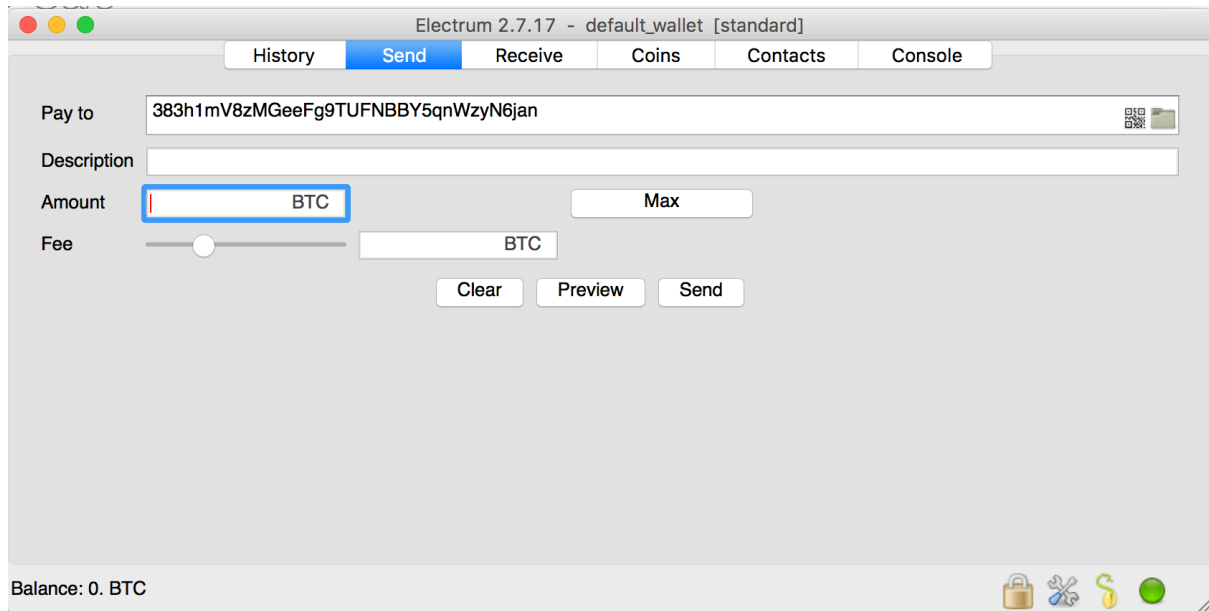 Electrum 2.7.17 - default_wallet [standard]
History Send Receive Coins Contacts Console
Pay to 383h1mV8zMGeeFg9TUFNBBY5qnWzyN6jan
Description
Amount BTC Max
Fee BTC
Clear Preview Send
Balance: 0. BTC